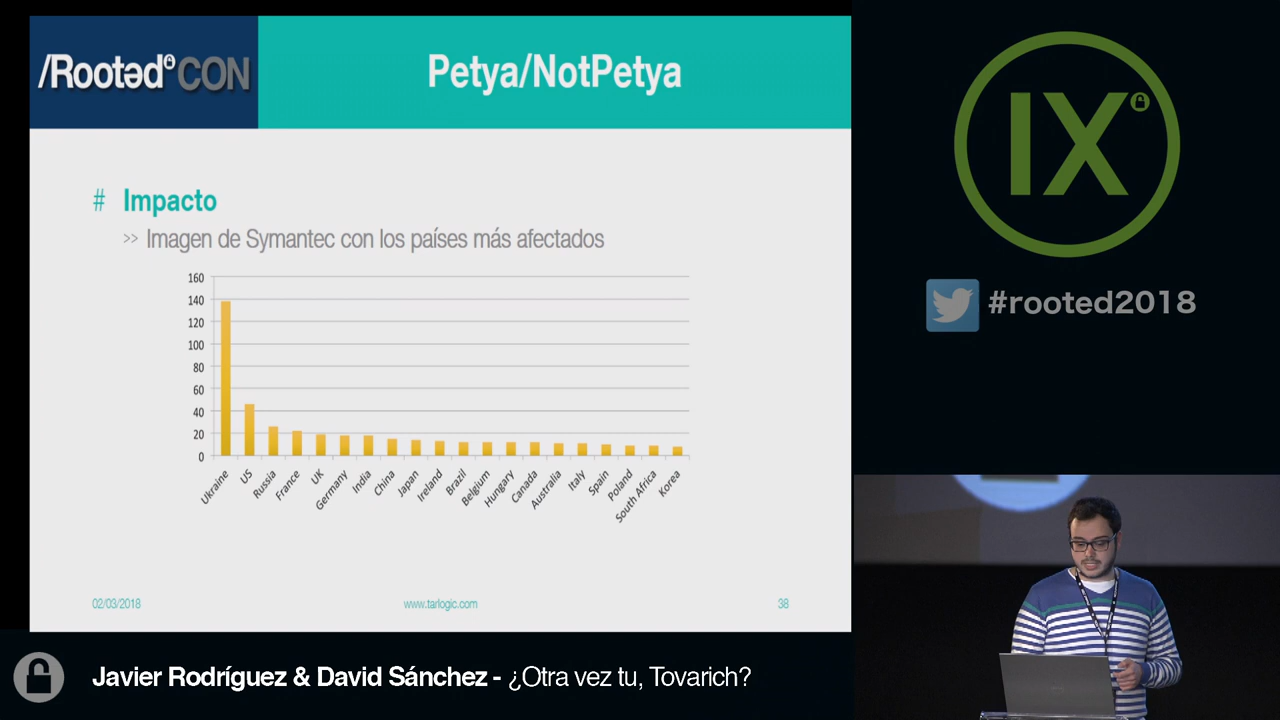 /Rootəd CON
Petya/NotPetya
IX
# Impacto
>> Imagen de Symantec con los países más afectados
160
140
120
100
80
60
40
20
0
Ukraine
US
Russia
France
UK
Germany
India
China
Japan
Ireland
Brazil
Belgium
Hungary
Canada
Australia
Italy
Spain
Poland
South Africa
Korea
#rooted2018
02/03/2018
www.tarlogic.com
38
Javier Rodríguez & David Sánchez - ¿Otra vez tu, Tovarich?